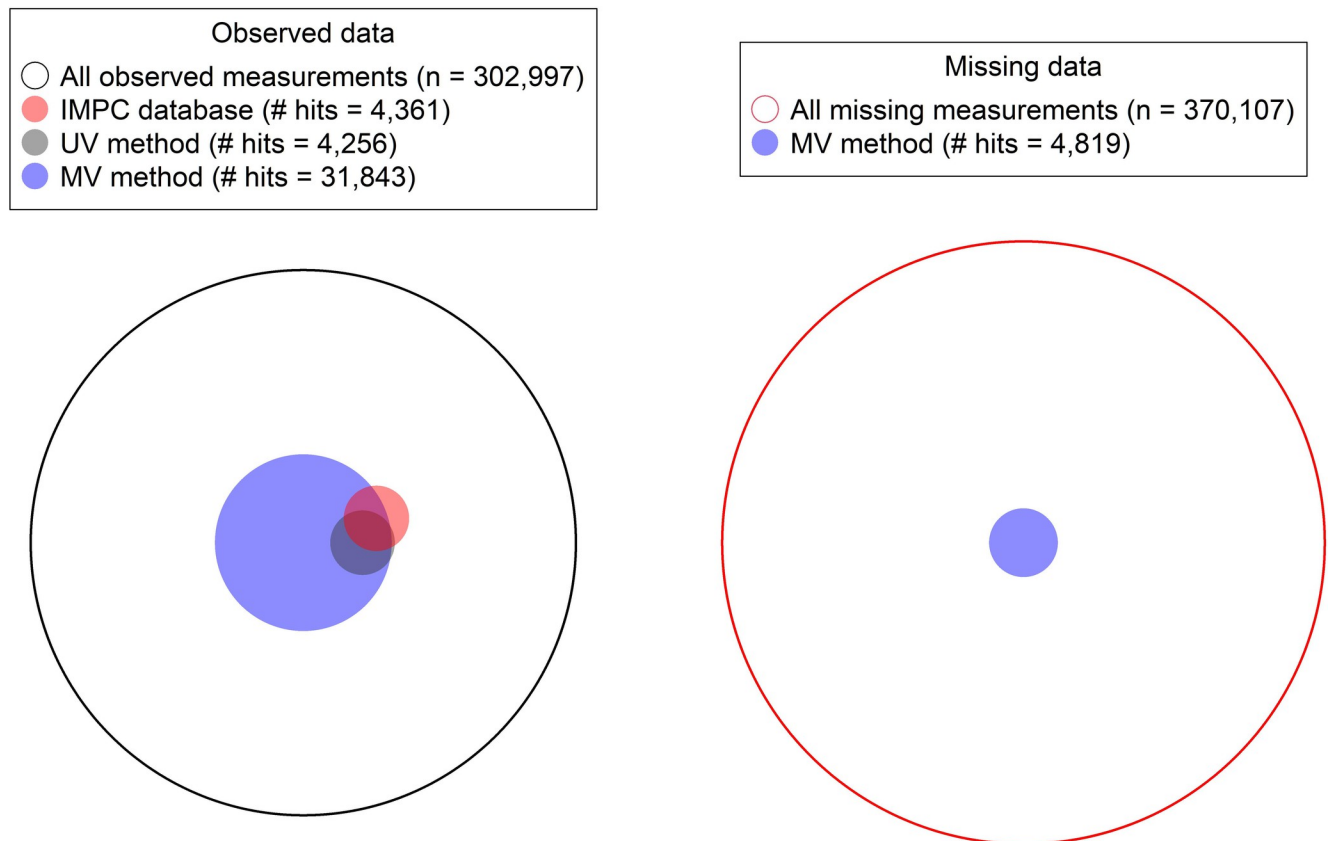 Observed data
All observed measurements (n = 302,997)
IMPC database (# hits = 4,361)
UV method (# hits = 4,256)
MV method (# hits = 31,843)
Missing data
All missing measurements (n = 370,107)
MV method (# hits = 4,819)